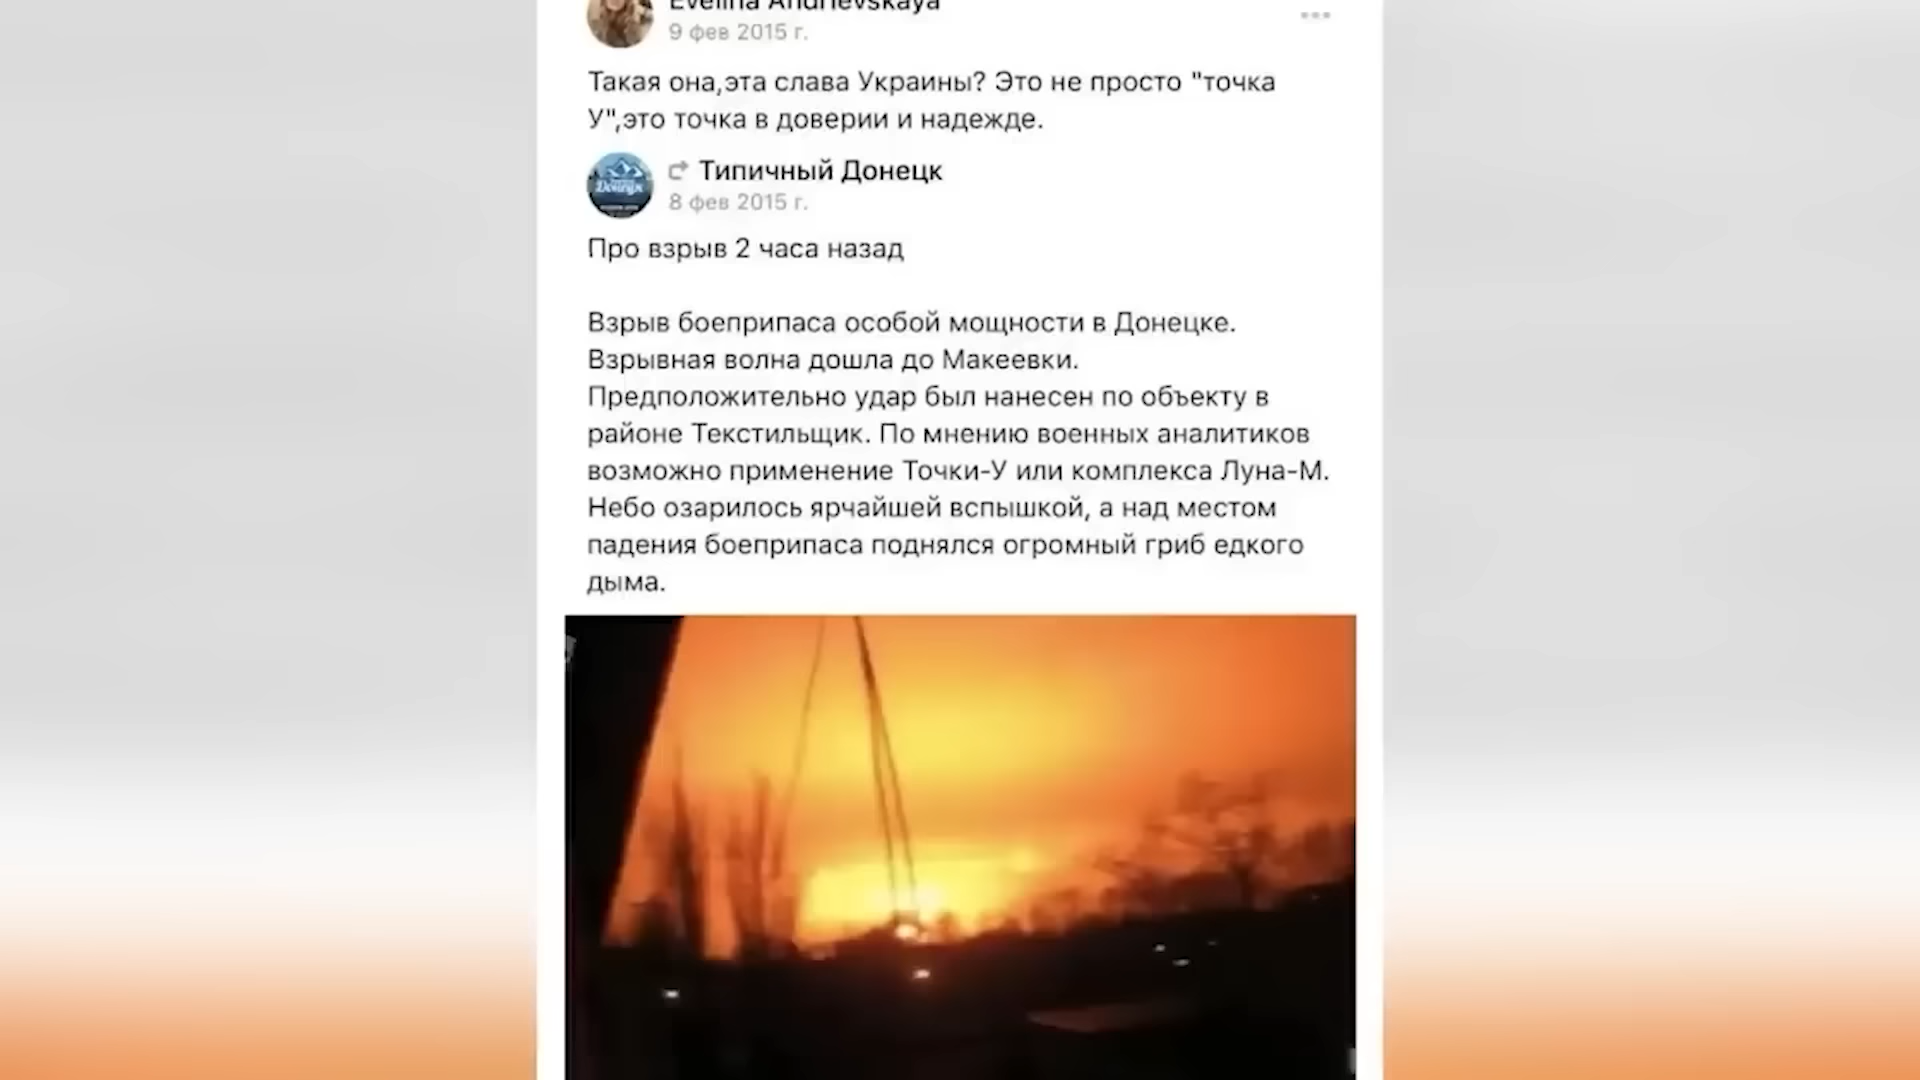 Evelina Andrievskaya
9 фев 2015 г.
Такая она,эта слава Украины? Это не просто "точка
У",это точка в доверии и надежде.
Типичный Донецк
8 фев 2015 г.
Про взрыв 2 часа назад
Взрыв боеприпаса особой мощности в Донецке.
Взрывная волна дошла до Макеевки.
Предположительно удар был нанесен по объекту в
районе Текстильщик. По мнению военных аналитиков
возможно применение Точки-У или комплекса Луна-М.
Небо озарилось ярчайшей вспышкой, а над местом
падения боеприпаса поднялся огромный гриб едкого
дыма.